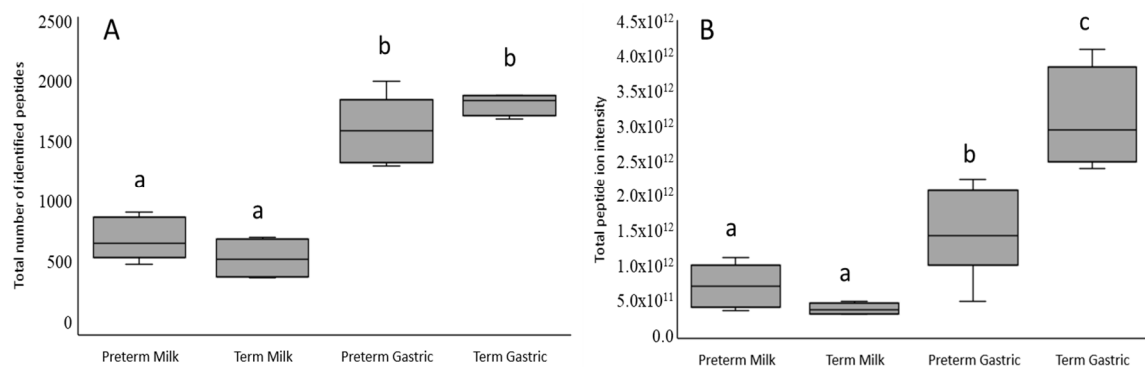 A
Total number of identified peptides
2500
2000
1500
1000
500
0
a
a
b
b
Preterm Milk
Term Milk
Preterm Gastric
Term Gastric
B
Total peptide ion intensity
4.5x10¹²
4.0x10¹²
3.5x10¹²
3.0x10¹²
2.5x10¹²
2.0x10¹²
1.5x10¹²
1.0x10¹²
5.0x10¹¹
0.0
a
a
b
c
Preterm Milk
Term Milk
Preterm Gastric
Term Gastric